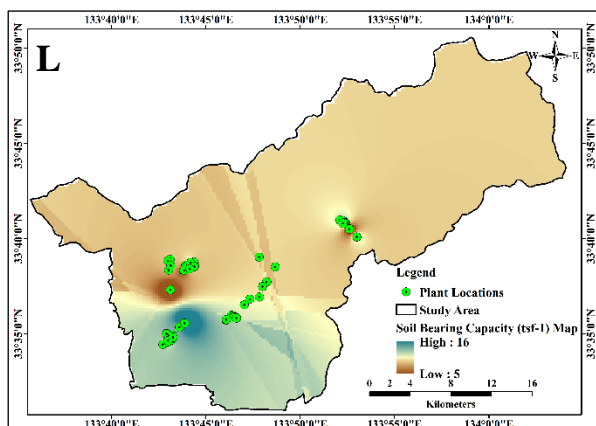 133°40'0"E 133°45'0"E 133°50'0"E 133°55'0"E 134°0'0"E
L
N
W E
S
33°50'0"N 33°50'0"N
33°45'0"N 33°45'0"N
33°40'0"N 33°40'0"N
33°35'0"N 33°35'0"N
Legend
Plant Locations
Study Area
Soil Bearing Capacity (tsf-1) Map
High : 16
Low : 5
0 2 4 8 12 16
Kilometers
133°40'0"E 133°45'0"E 133°50'0"E 133°55'0"E 134°0'0"E